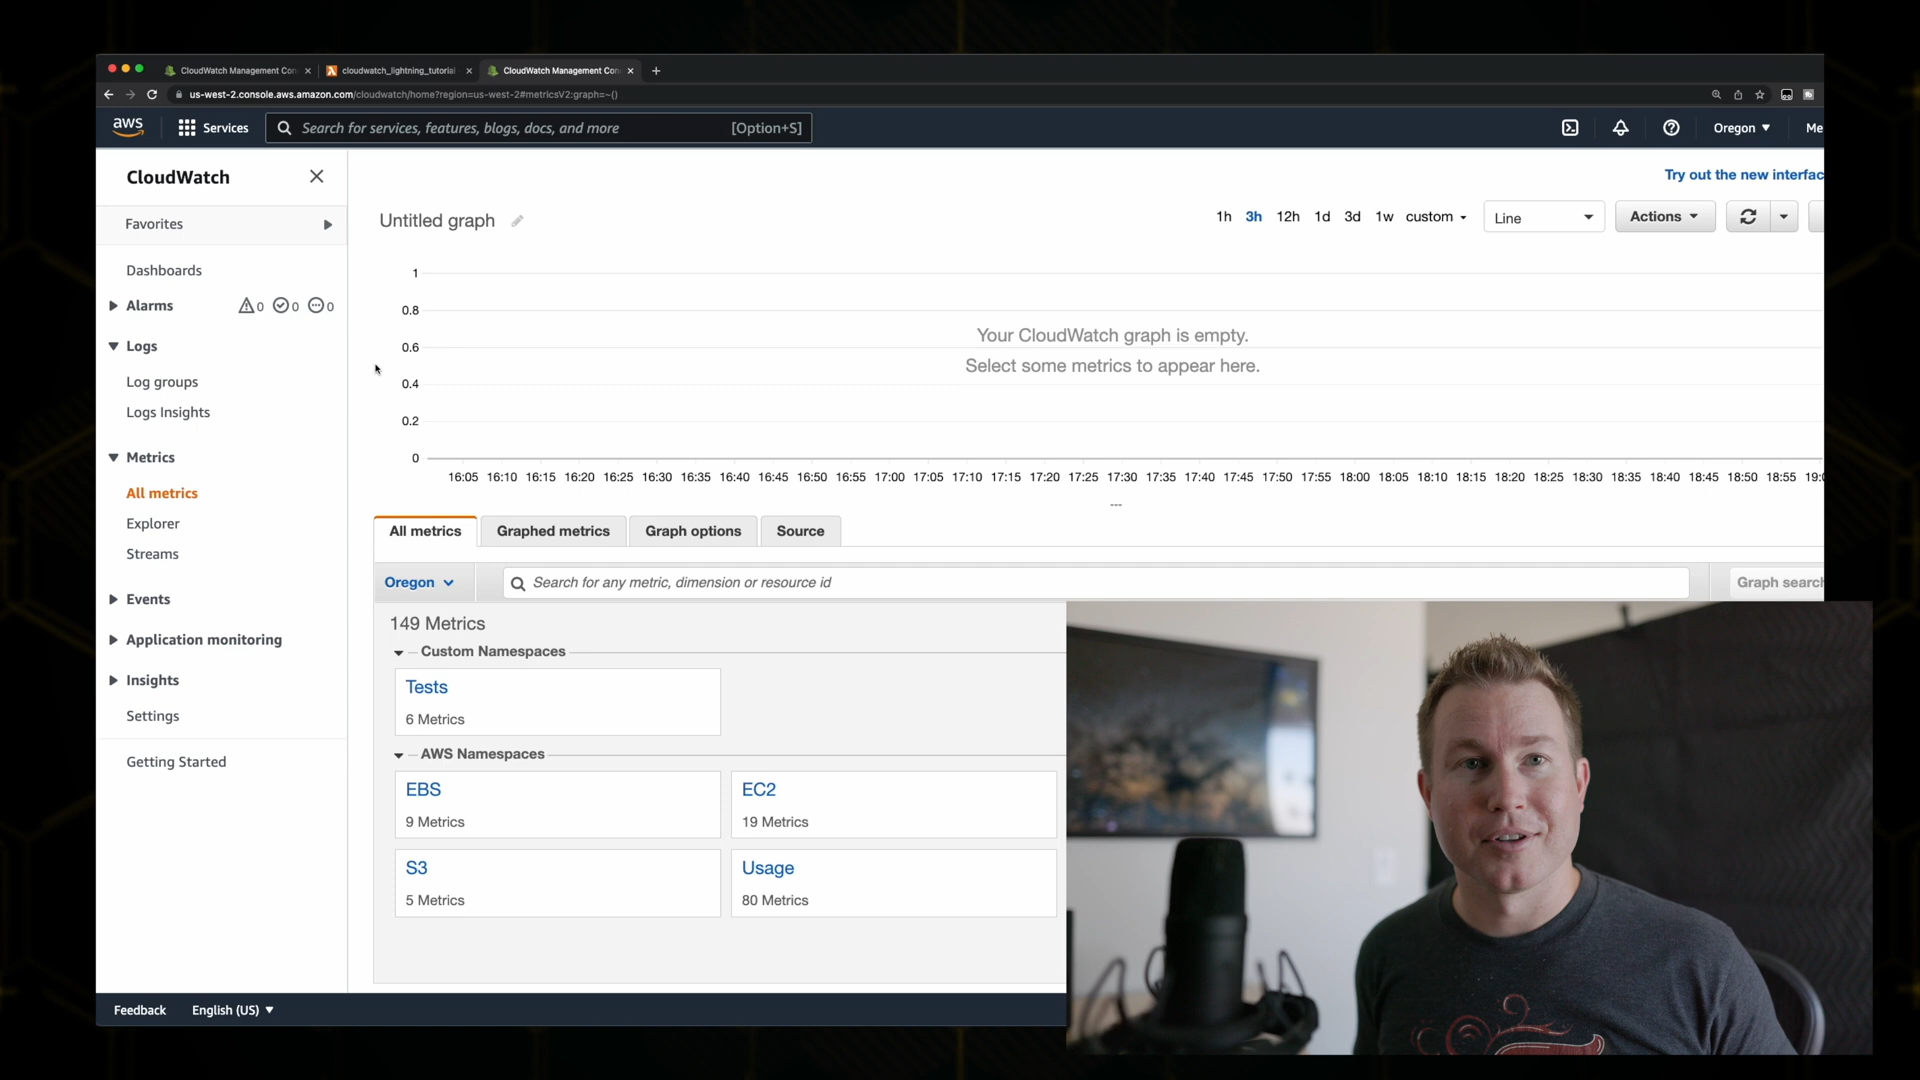 CloudWatch Management Con
cloudwatch_lightning_tutorial
CloudWatch Management Con
us-west-2.console.aws.amazon.com/cloudwatch/home?region=us-west-2#metricsV2:graph=~()
aws
Services
Search for services, features, blogs, docs, and more
[Option+S]
Oregon
Me
CloudWatch
Favorites
Dashboards
Alarms
0
0
0
Logs
Log groups
Logs Insights
Metrics
All metrics
Explorer
Streams
Events
Application monitoring
Insights
Settings
Getting Started
Try out the new interfac
Untitled graph
1h 3h 12h 1d 3d 1w custom
Line
Actions
1
0.8
0.6
0.4
0.2
0
Your CloudWatch graph is empty.
Select some metrics to appear here.
16:05 16:10 16:15 16:20 16:25 16:30 16:35 16:40 16:45 16:50 16:55 17:00 17:05 17:10 17:15 17:20 17:25 17:30 17:35 17:40 17:45 17:50 17:55 18:00 18:05 18:10 18:15 18:20 18:25 18:30 18:35 18:40 18:45 18:50 18:55 19:0
All metrics
Graphed metrics
Graph options
Source
Oregon
Search for any metric, dimension or resource id
Graph search
149 Metrics
Custom Namespaces
Tests
6 Metrics
AWS Namespaces
EBS
9 Metrics
EC2
19 Metrics
S3
5 Metrics
Usage
80 Metrics
Feedback
English (US)